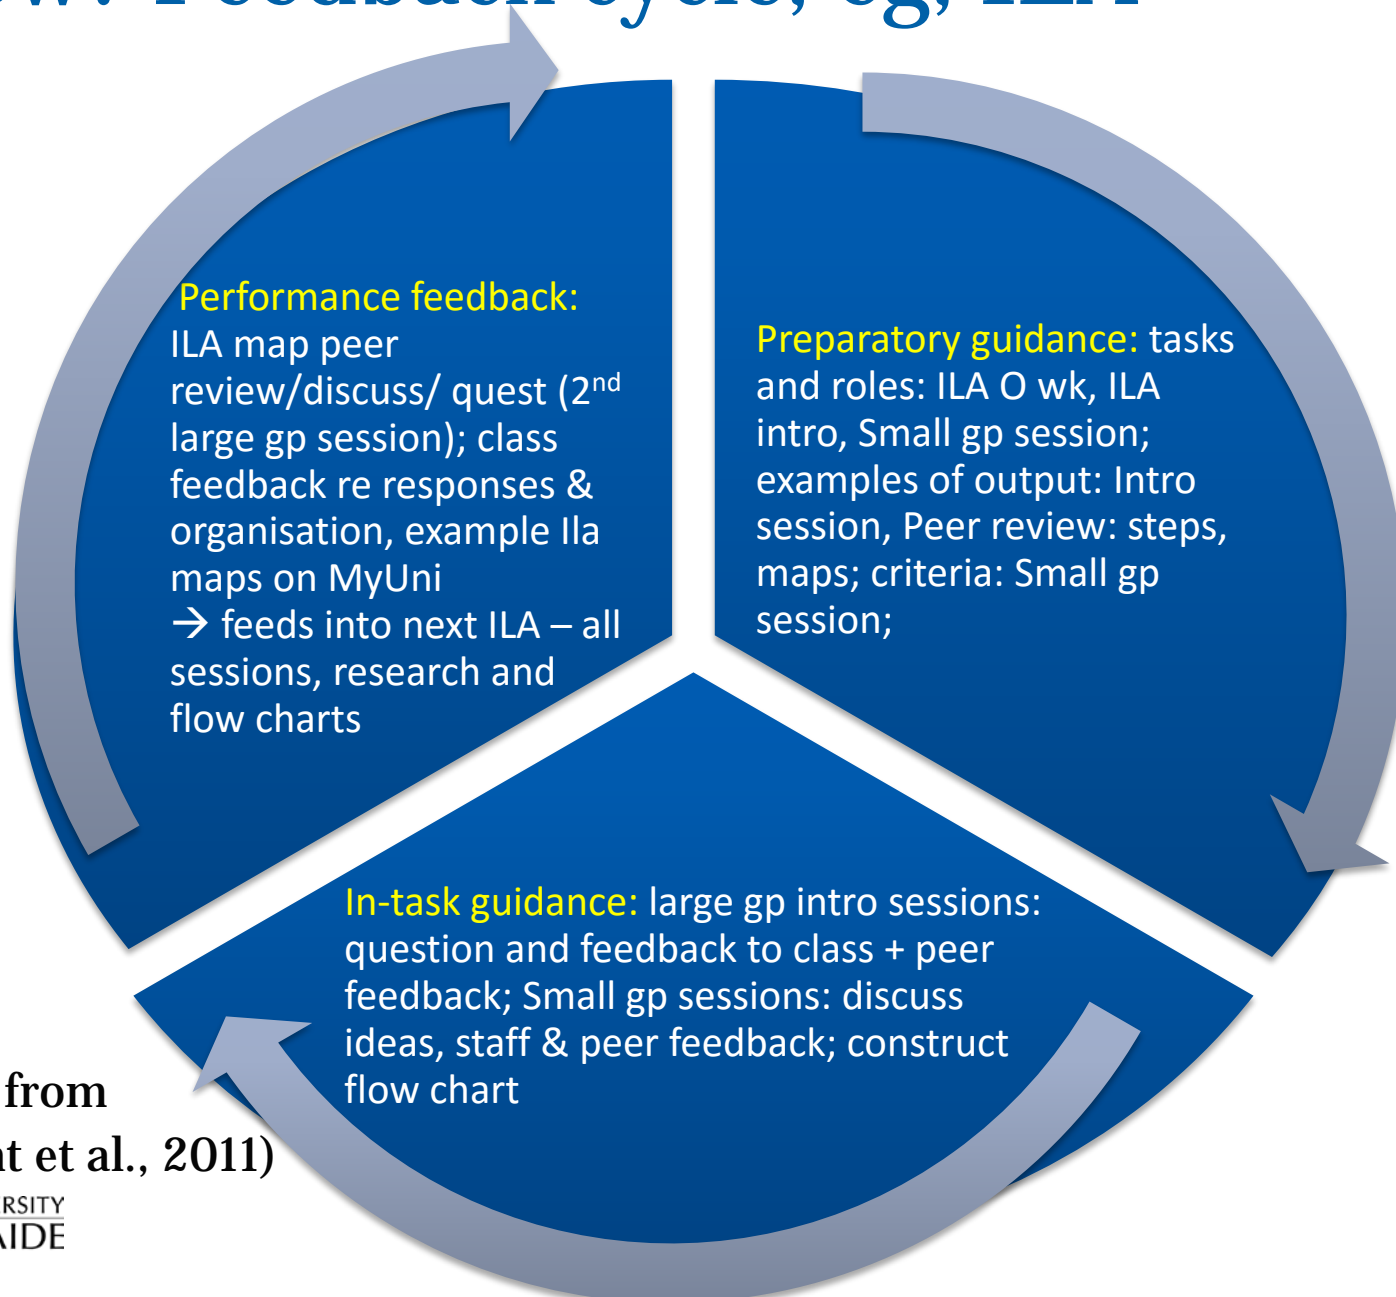 Feedback cycle, eg, ILA
Performance feedback:
ILA map peer
review/discuss/ quest (2nd
large gp session); class
feedback re responses &
organisation, example Ila
maps on MyUni
→ feeds into next ILA – all
sessions, research and
flow charts
Preparatory guidance: tasks
and roles: ILA O wk, ILA
intro, Small gp session;
examples of output: Intro
session, Peer review: steps,
maps; criteria: Small gp
session;
In-task guidance: large gp intro sessions:
question and feedback to class + peer
feedback; Small gp sessions: discuss
ideas, staff & peer feedback; construct
flow chart
from
et al., 2011)